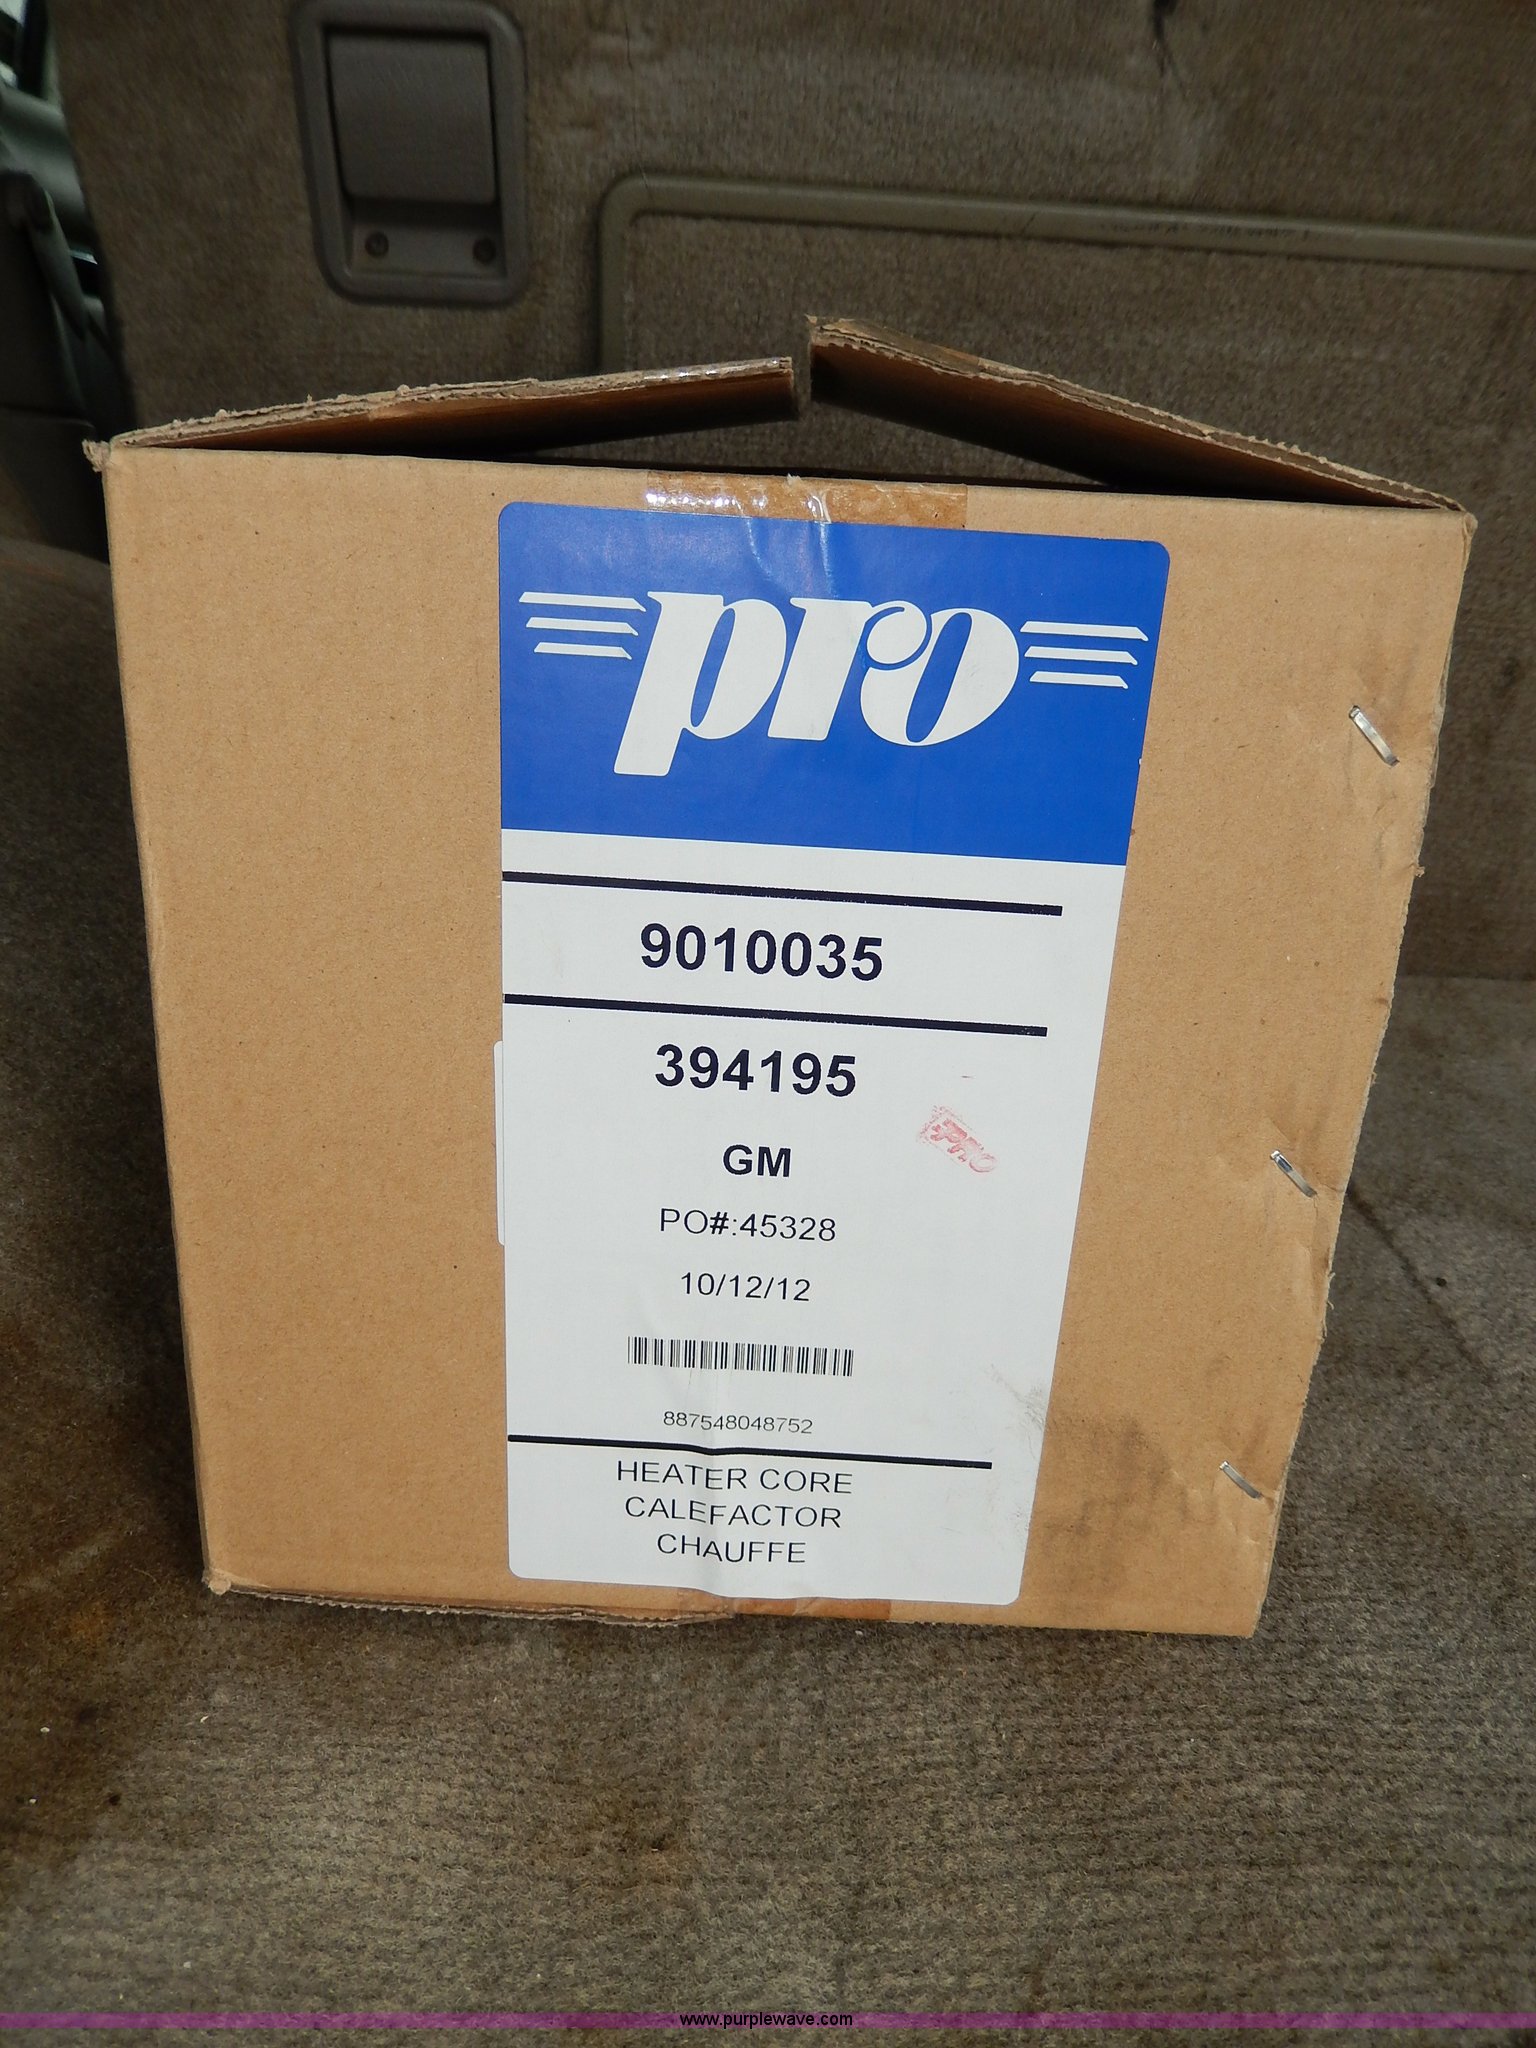 pro
9010035
394195
PRO
GM
PO#:45328
10/12/12
887548048752
HEATER CORE
CALEFACTOR
CHAUFFE
www.purplewave.com